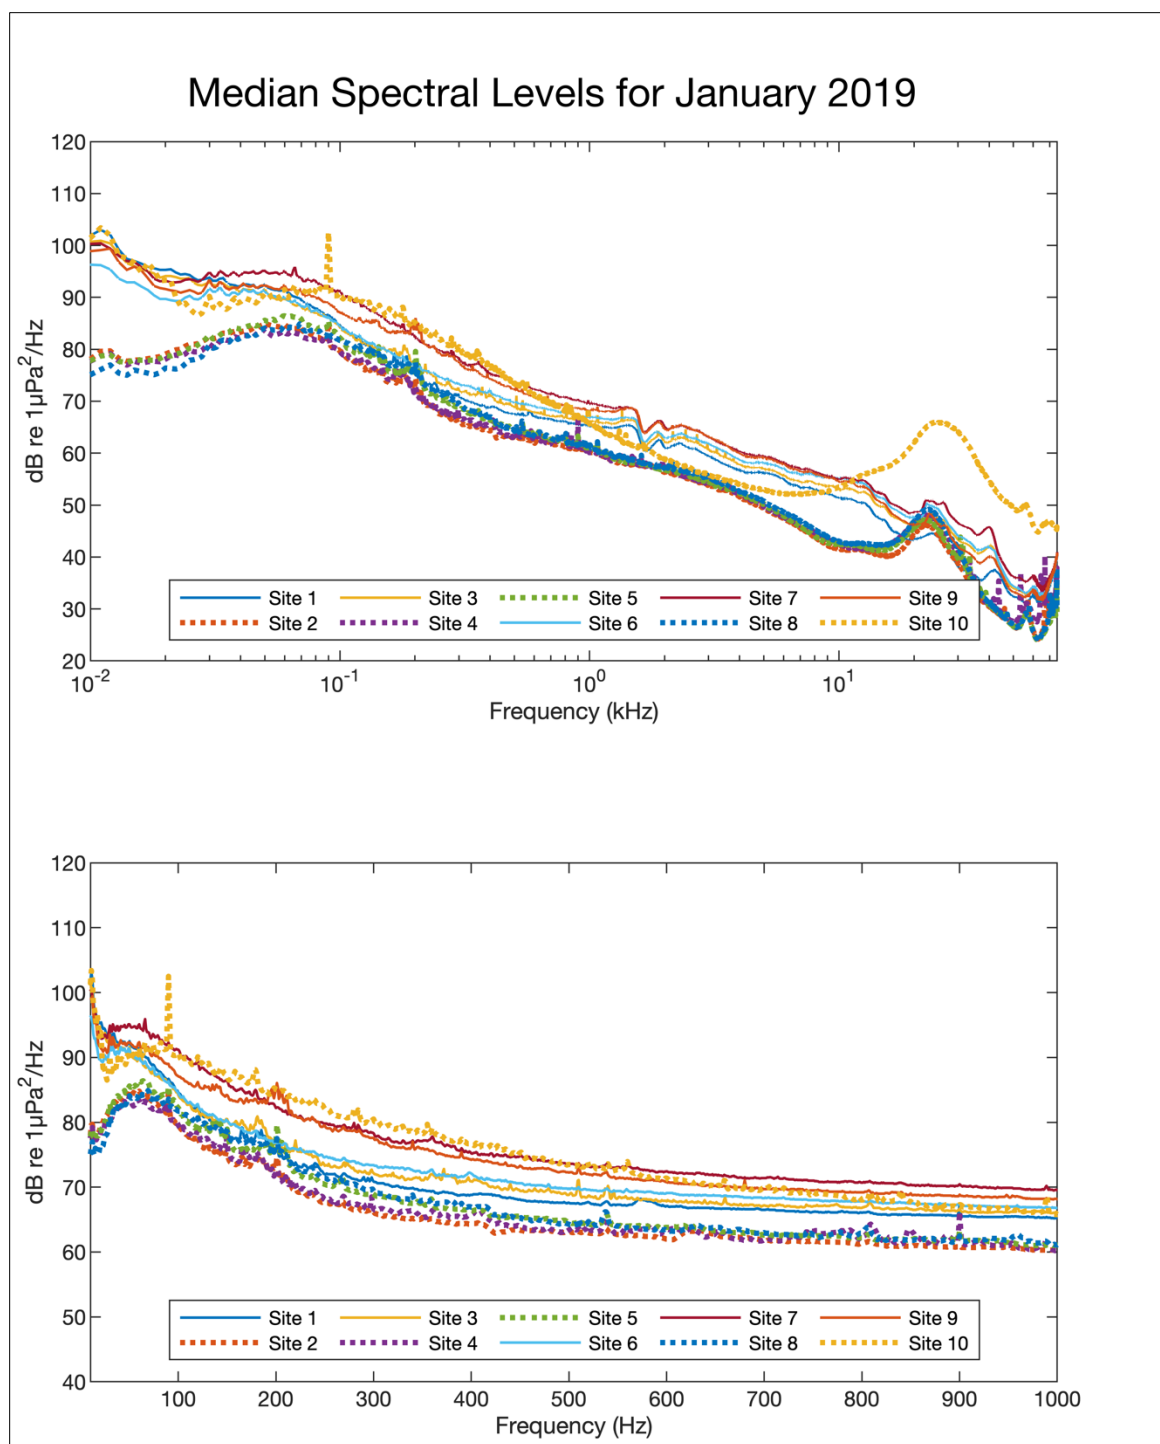 Median Spectral Levels for January 2019
120
110
100
90
80
70
60
50
40
30
20
dB re 1µPa²/Hz
Site 1 Site 3 Site 5 Site 7 Site 9
Site 2 Site 4 Site 6 Site 8 Site 10
10⁻² 10⁻¹ 10⁰ 10¹
Frequency (kHz)
120
110
100
90
80
70
60
50
40
dB re 1µPa²/Hz
Site 1 Site 3 Site 5 Site 7 Site 9
Site 2 Site 4 Site 6 Site 8 Site 10
100 200 300 400 500 600 700 800 900 1000
Frequency (Hz)